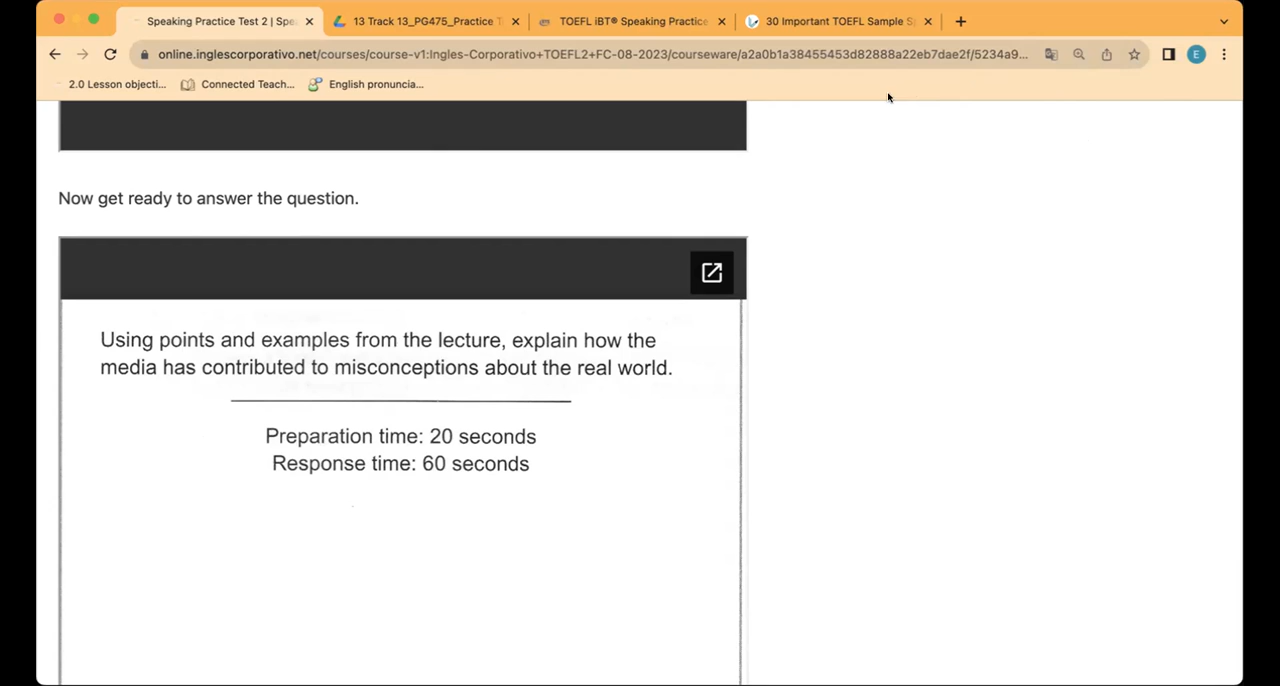 Speaking Practice Test 2 | Spe
13 Track 13_PG475_Practice T
TOEFL iBT® Speaking Practice
30 Important TOEFL Sample S
online.inglescorporativo.net/courses/course-v1:Ingles-Corporativo+TOEFL2+FC-08-2023/courseware/a2a0b1a38455453d82888a22eb7dae2f/5234a9...
E
2.0 Lesson objecti...
Connected Teach...
English pronuncia...
Now get ready to answer the question.
Using points and examples from the lecture, explain how the
media has contributed to misconceptions about the real world.
Preparation time: 20 seconds
Response time: 60 seconds